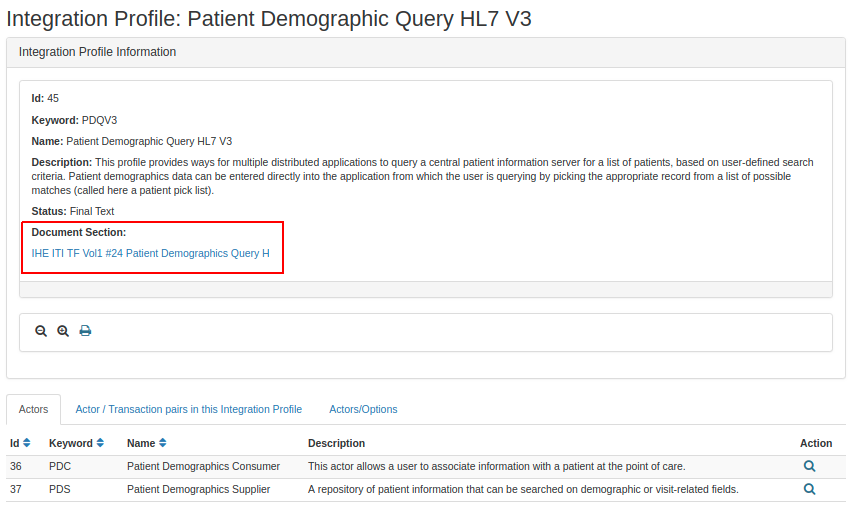 Integration Profile: Patient Demographic Query HL7 V3
Integration Profile Information
Id: 45
Keyword: PDQV3
Name: Patient Demographic Query HL7 V3
Description: This profile provides ways for multiple distributed applications to query a central patient information server for a list of patients, based on user-defined search
criteria. Patient demographics data can be entered directly into the application from which the user is querying by picking the appropriate record from a list of possible
matches (called here a patient pick list).
Status: Final Text
Document Section:
IHE ITI TF Vol1 #24 Patient Demographics Query H
Actors Actor / Transaction pairs in this Integration Profile Actors/Options
Id Keyword Name Description Action
36 PDC Patient Demographics Consumer This actor allows a user to associate information with a patient at the point of care.
37 PDS Patient Demographics Supplier A repository of patient information that can be searched on demographic or visit-related fields.